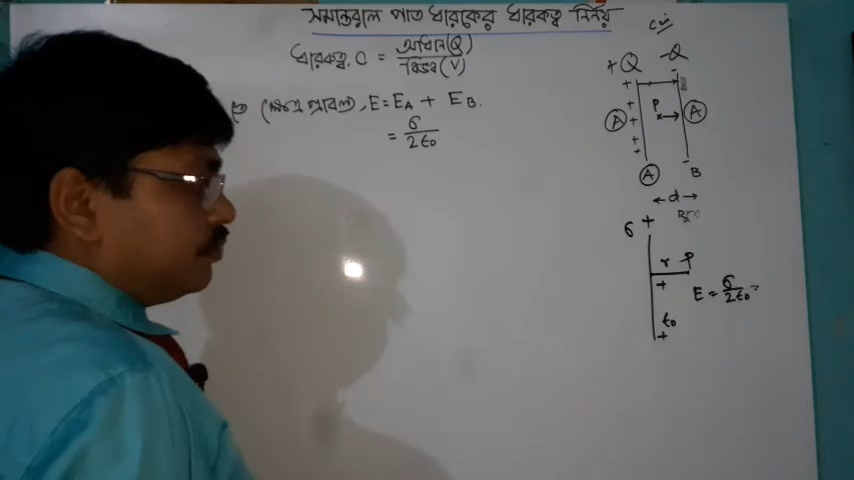 সমান্তরাল পাত ধারকের ধারকত্ব নির্ণয়
ধারকত্ব, C = আধান(Q) / বিভব(V)
ক্ষেত্র প্রাবল্য, E = E_A + E_B.
= σ / 2ε₀
+Q -Q
+ -
+ P
A + x→ A
+
+
-
A B
← d →
σ +
r P
+
E = σ / 2ε₀ =
ε₀
+